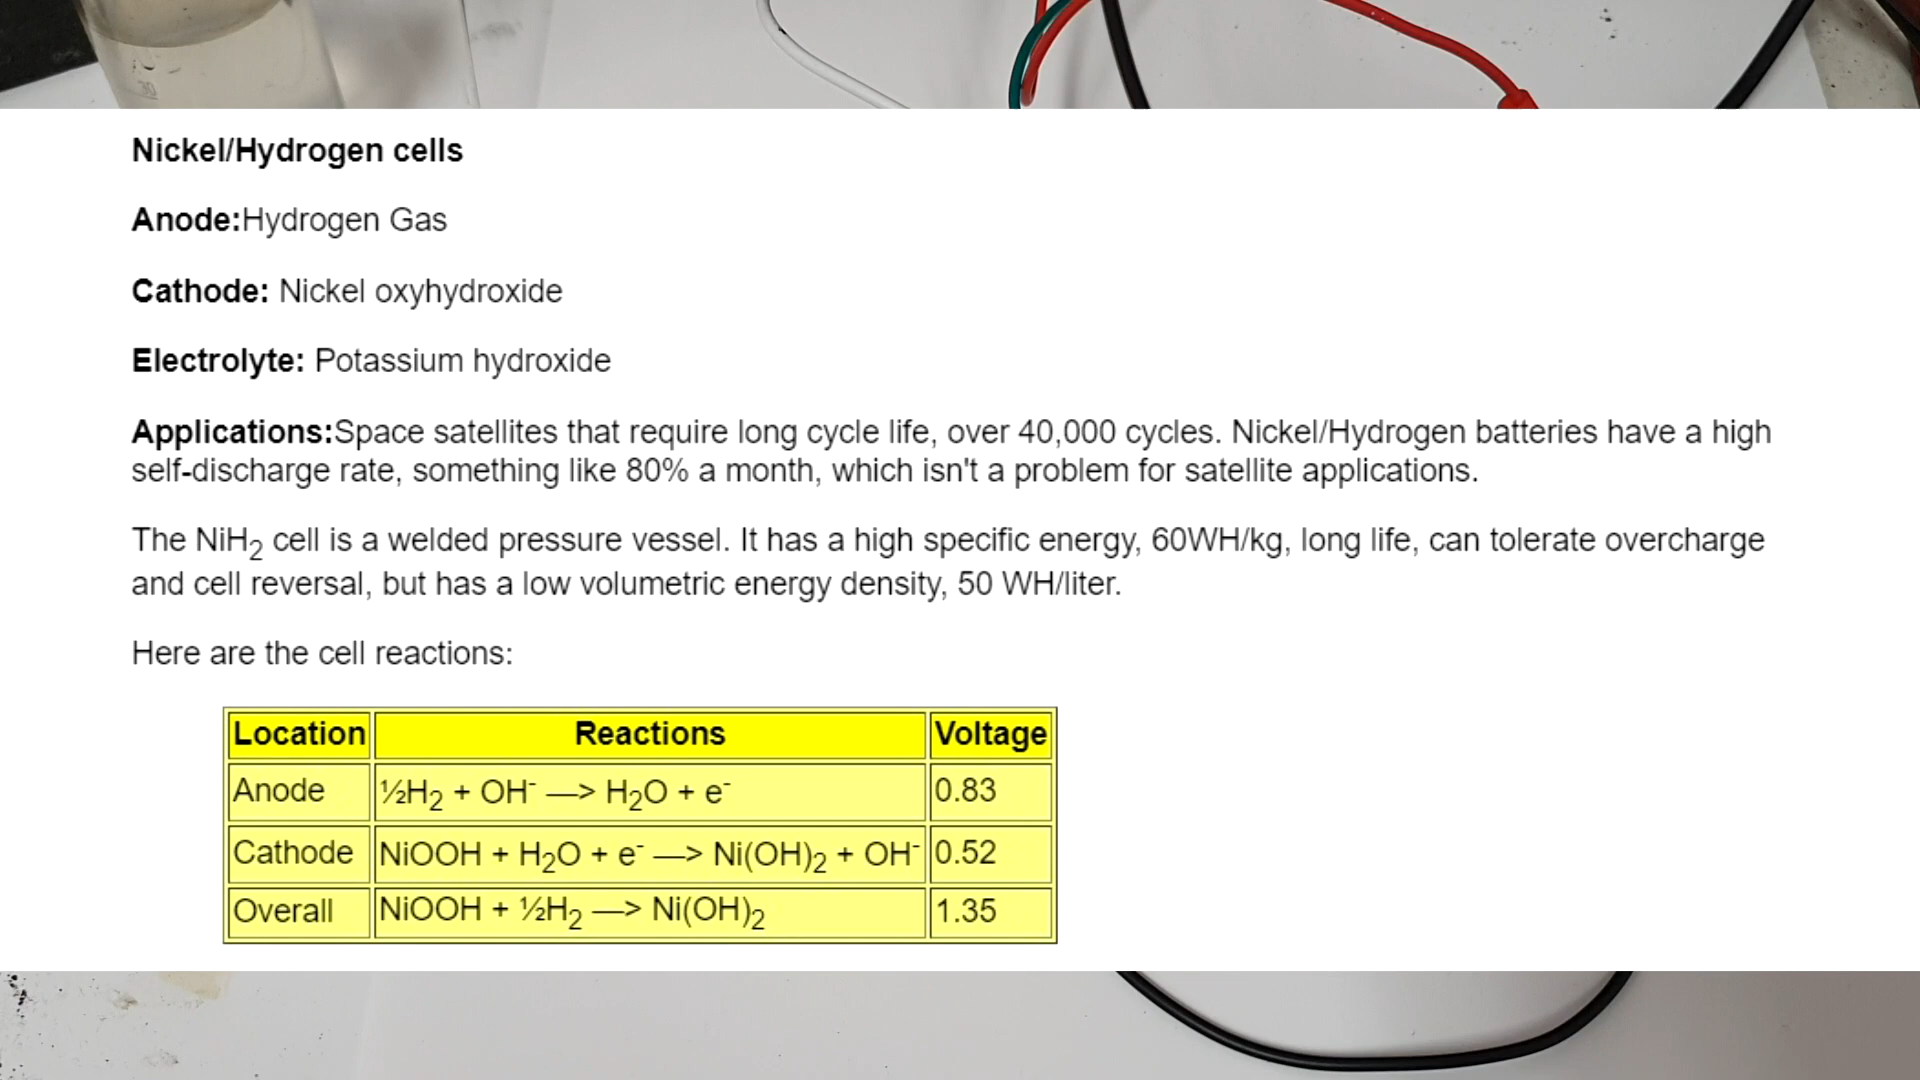 Nickel/Hydrogen cells
Anode:Hydrogen Gas
Cathode: Nickel oxyhydroxide
Electrolyte: Potassium hydroxide
Applications:Space satellites that require long cycle life, over 40,000 cycles. Nickel/Hydrogen batteries have a high
self-discharge rate, something like 80% a month, which isn't a problem for satellite applications.
The NiH₂ cell is a welded pressure vessel. It has a high specific energy, 60WH/kg, long life, can tolerate overcharge
and cell reversal, but has a low volumetric energy density, 50 WH/liter.
Here are the cell reactions:
Location Reactions Voltage
Anode ½H₂ + OH⁻ —> H₂O + e⁻ 0.83
Cathode NiOOH + H₂O + e⁻ —> Ni(OH)₂ + OH⁻ 0.52
Overall NiOOH + ½H₂ —> Ni(OH)₂ 1.35